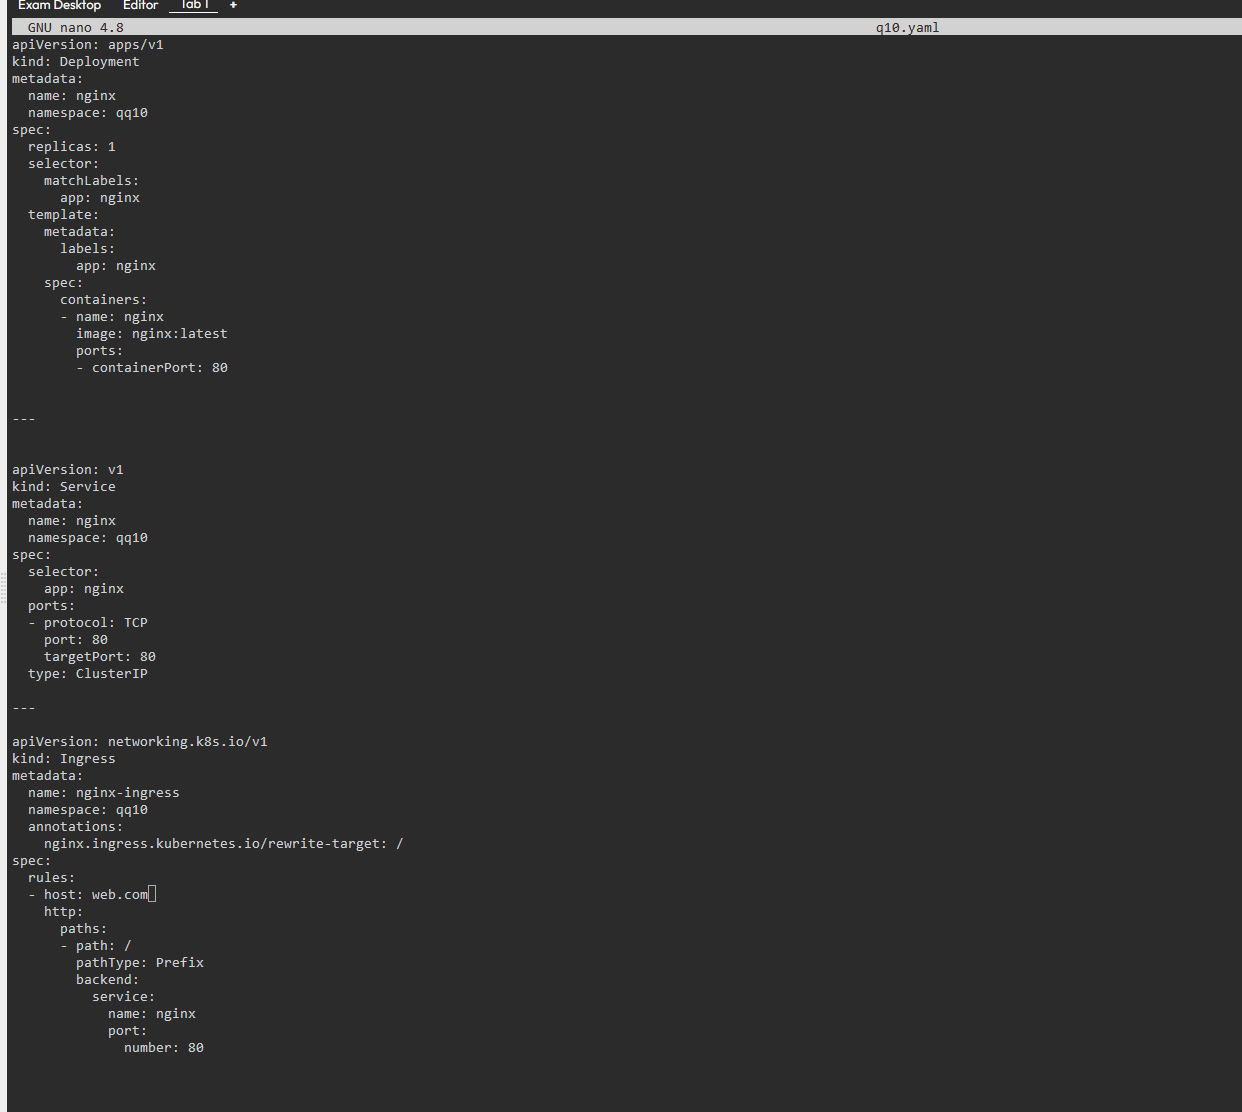 Exam Desktop Editor Tab 1 +
GNU nano 4.8 q10.yaml
apiVersion: apps/v1
kind: Deployment
metadata:
  name: nginx
  namespace: qq10
spec:
  replicas: 1
  selector:
    matchLabels:
      app: nginx
  template:
    metadata:
      labels:
        app: nginx
    spec:
      containers:
      - name: nginx
        image: nginx:latest
        ports:
        - containerPort: 80
---
apiVersion: v1
kind: Service
metadata:
  name: nginx
  namespace: qq10
spec:
  selector:
    app: nginx
  ports:
  - protocol: TCP
    port: 80
    targetPort: 80
  type: ClusterIP
---
apiVersion: networking.k8s.io/v1
kind: Ingress
metadata:
  name: nginx-ingress
  namespace: qq10
  annotations:
    nginx.ingress.kubernetes.io/rewrite-target: /
spec:
  rules:
  - host: web.com
    http:
      paths:
      - path: /
        pathType: Prefix
        backend:
          service:
            name: nginx
            port:
              number: 80